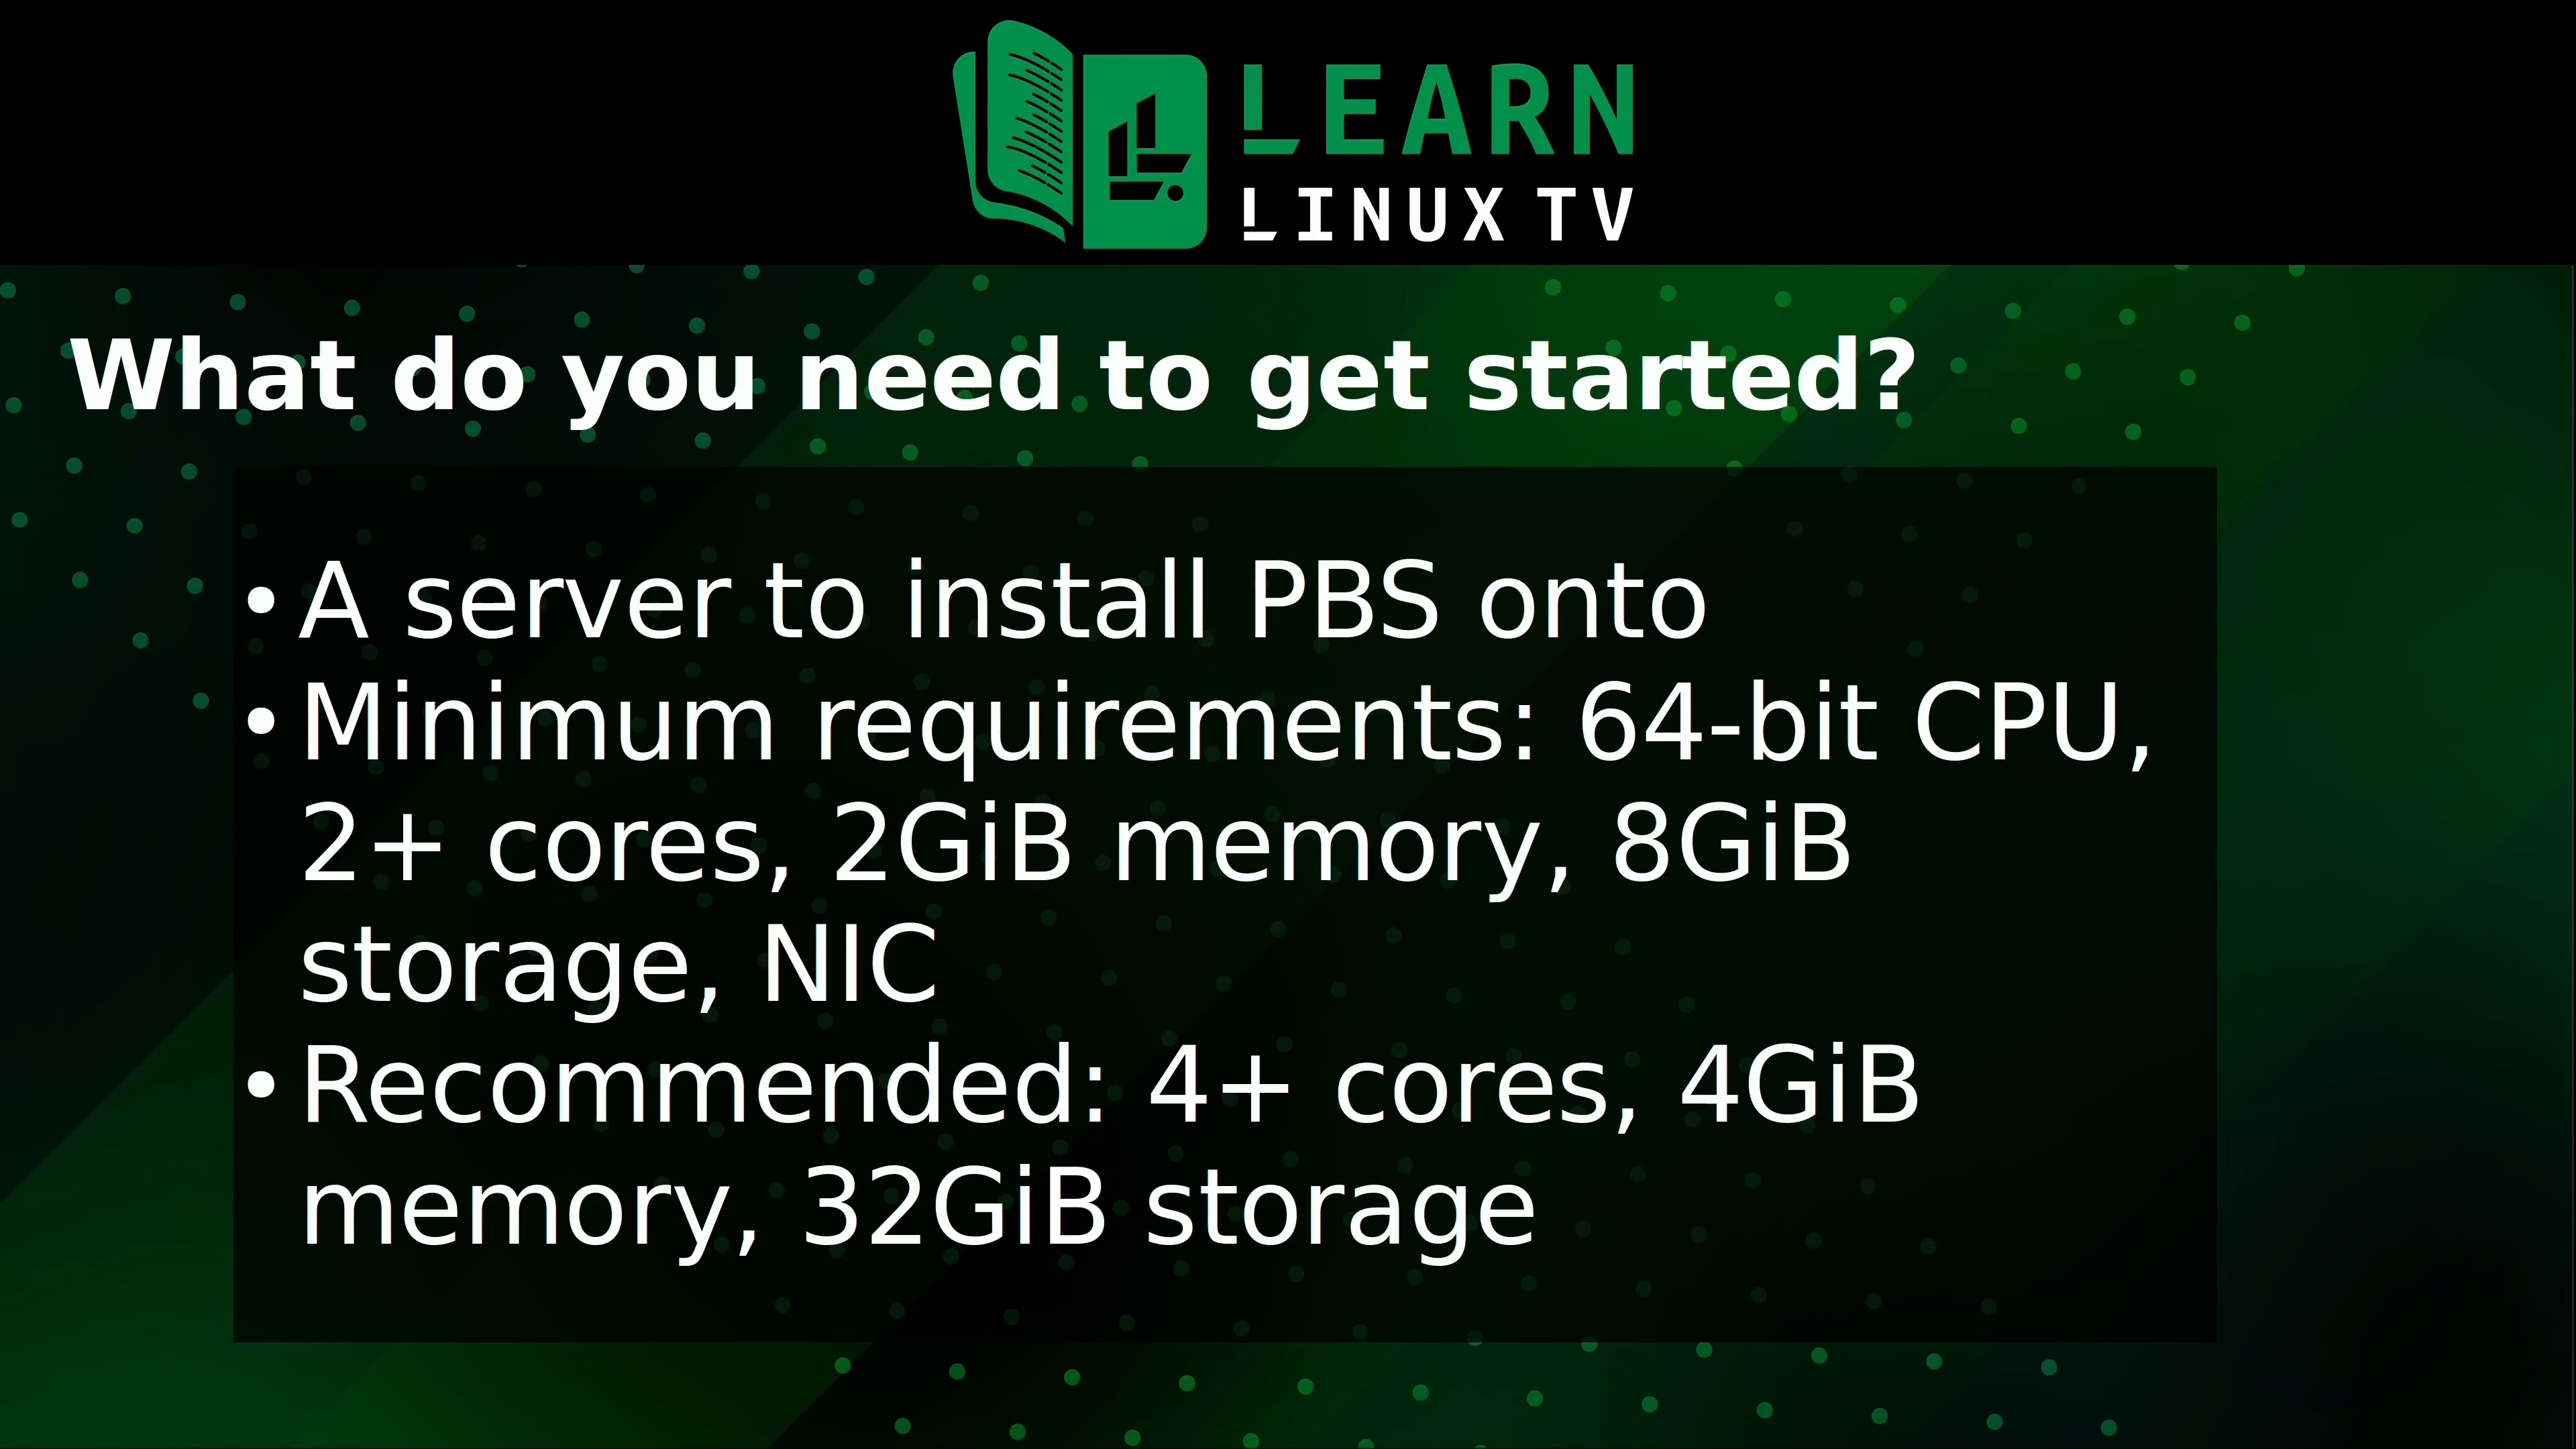 LEARN
LINUX TV
What do you need to get started?
• A server to install PBS onto
• Minimum requirements: 64-bit CPU,
2+ cores, 2GiB memory, 8GiB
storage, NIC
• Recommended: 4+ cores, 4GiB
memory, 32GiB storage